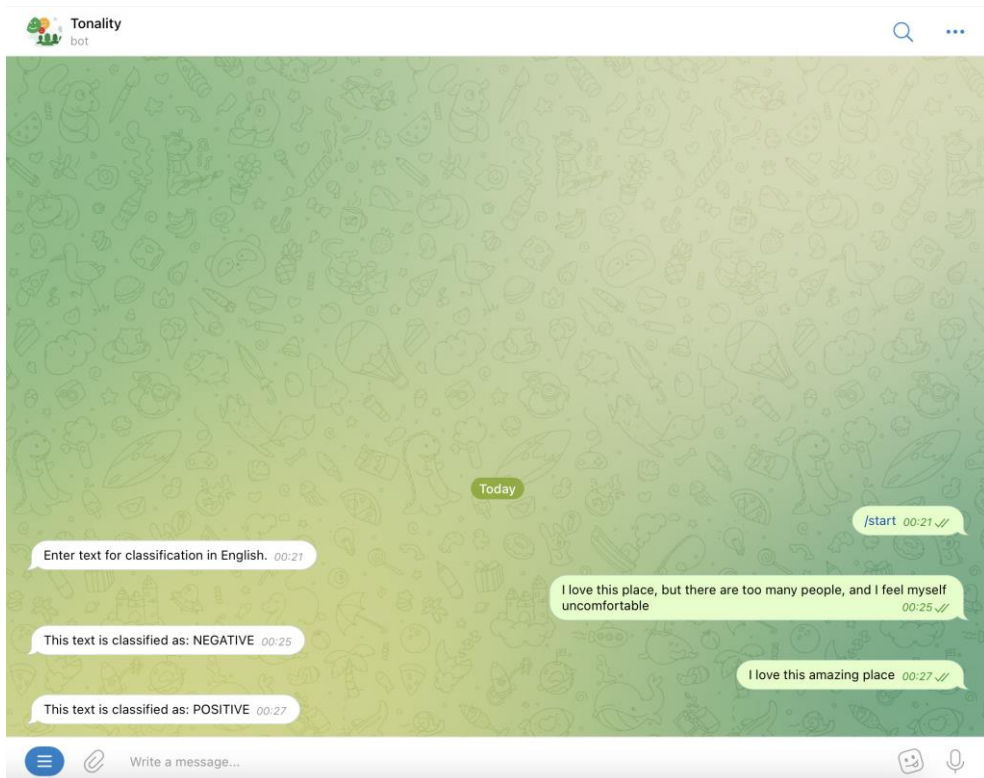 Tonality
bot
Today
/start 00:21
Enter text for classification in English. 00:21
I love this place, but there are too many people, and I feel myself
uncomfortable 00:25
This text is classified as: NEGATIVE 00:25
I love this amazing place 00:27
This text is classified as: POSITIVE 00:27
Write a message...